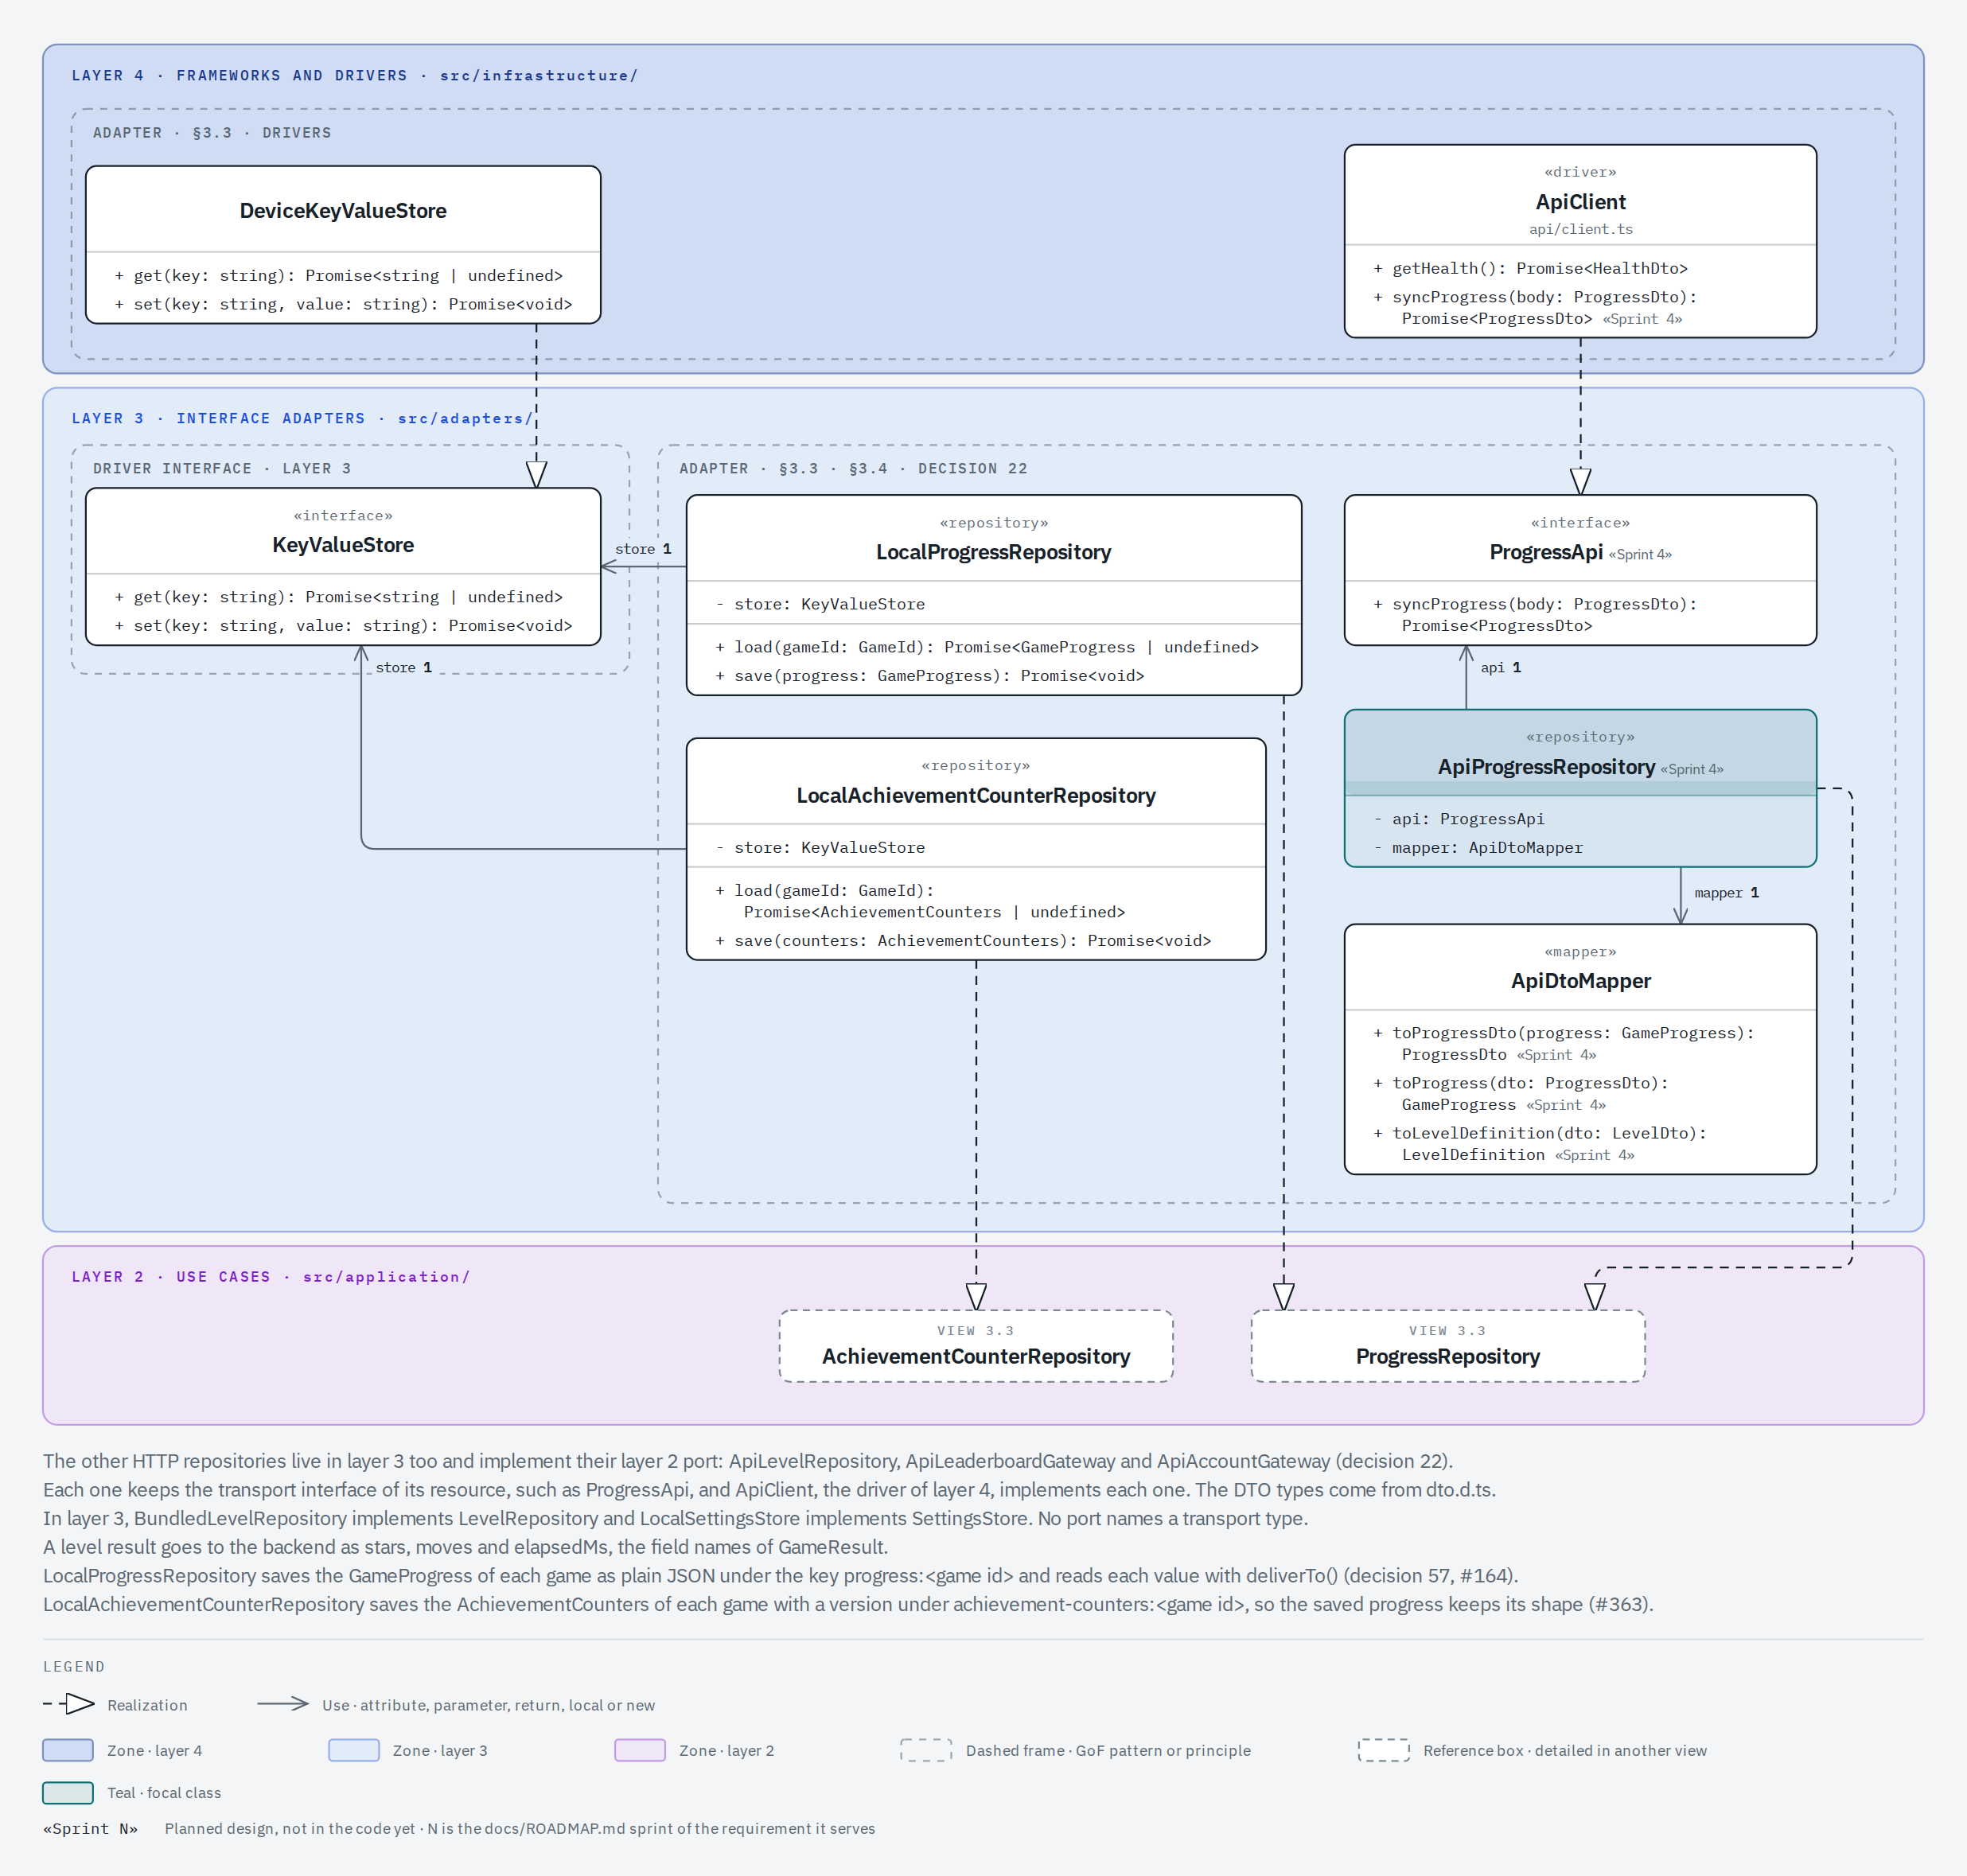 LAYER 4 · FRAMEWORKS AND DRIVERS · src/infrastructure/
ADAPTER · §3.3 · DRIVERS
DeviceKeyValueStore
+ get(key: string): Promise<string | undefined>
+ set(key: string, value: string): Promise<void>
«driver»
ApiClient
api/client.ts
+ getHealth(): Promise<HealthDto>
+ syncProgress(body: ProgressDto):
Promise<ProgressDto> «Sprint 4»
LAYER 3 · INTERFACE ADAPTERS · src/adapters/
DRIVER INTERFACE · LAYER 3
«interface»
KeyValueStore
+ get(key: string): Promise<string | undefined>
+ set(key: string, value: string): Promise<void>
store 1
store 1
ADAPTER · §3.3 · §3.4 · DECISION 22
«repository»
LocalProgressRepository
- store: KeyValueStore
+ load(gameId: GameId): Promise<GameProgress | undefined>
+ save(progress: GameProgress): Promise<void>
«repository»
LocalAchievementCounterRepository
- store: KeyValueStore
+ load(gameId: GameId):
Promise<AchievementCounters | undefined>
+ save(counters: AchievementCounters): Promise<void>
«interface»
ProgressApi «Sprint 4»
+ syncProgress(body: ProgressDto):
Promise<ProgressDto>
api 1
«repository»
ApiProgressRepository «Sprint 4»
- api: ProgressApi
- mapper: ApiDtoMapper
mapper 1
«mapper»
ApiDtoMapper
+ toProgressDto(progress: GameProgress):
ProgressDto «Sprint 4»
+ toProgress(dto: ProgressDto):
GameProgress «Sprint 4»
+ toLevelDefinition(dto: LevelDto):
LevelDefinition «Sprint 4»
LAYER 2 · USE CASES · src/application/
VIEW 3.3
AchievementCounterRepository
VIEW 3.3
ProgressRepository
The other HTTP repositories live in layer 3 too and implement their layer 2 port: ApiLevelRepository, ApiLeaderboardGateway and ApiAccountGateway (decision 22).
Each one keeps the transport interface of its resource, such as ProgressApi, and ApiClient, the driver of layer 4, implements each one. The DTO types come from dto.d.ts.
In layer 3, BundledLevelRepository implements LevelRepository and LocalSettingsStore implements SettingsStore. No port names a transport type.
A level result goes to the backend as stars, moves and elapsedMs, the field names of GameResult.
LocalProgressRepository saves the GameProgress of each game as plain JSON under the key progress:<game id> and reads each value with deliverTo() (decision 57, #164).
LocalAchievementCounterRepository saves the AchievementCounters of each game with a version under achievement-counters:<game id>, so the saved progress keeps its shape (#363).
LEGEND
Realization
Use · attribute, parameter, return, local or new
Zone · layer 4
Zone · layer 3
Zone · layer 2
Dashed frame · GoF pattern or principle
Reference box · detailed in another view
Teal · focal class
«Sprint N» Planned design, not in the code yet · N is the docs/ROADMAP.md sprint of the requirement it serves